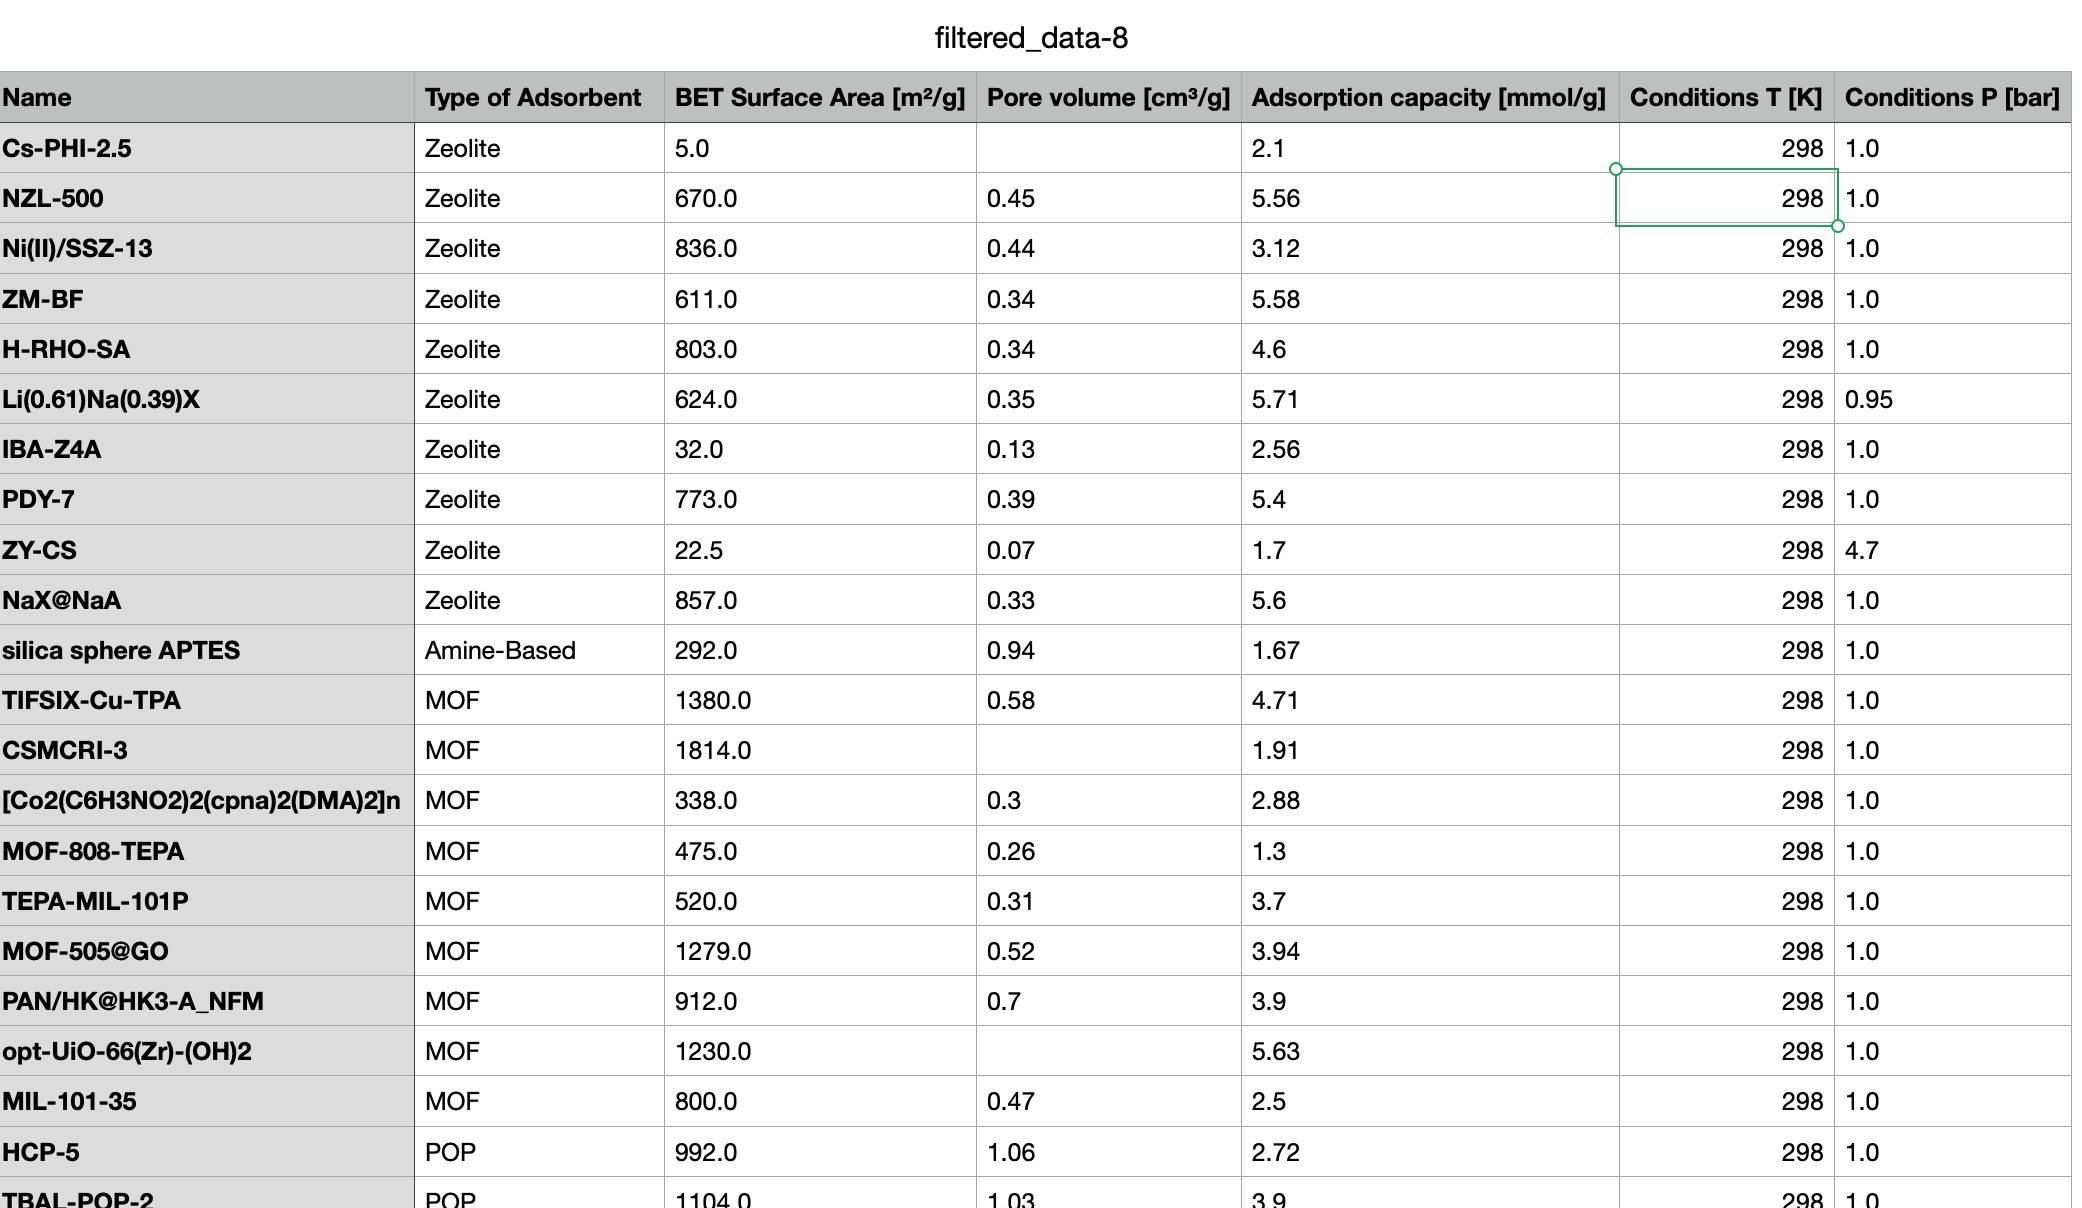 filtered_data-8
Name Type of Adsorbent BET Surface Area [m²/g] Pore volume [cm³/g] Adsorption capacity [mmol/g] Conditions T [K] Conditions P [bar]
Cs-PHI-2.5 Zeolite 5.0 2.1 298 1.0
NZL-500 Zeolite 670.0 0.45 5.56 298 1.0
Ni(II)/SSZ-13 Zeolite 836.0 0.44 3.12 298 1.0
ZM-BF Zeolite 611.0 0.34 5.58 298 1.0
H-RHO-SA Zeolite 803.0 0.34 4.6 298 1.0
Li(0.61)Na(0.39)X Zeolite 624.0 0.35 5.71 298 0.95
IBA-Z4A Zeolite 32.0 0.13 2.56 298 1.0
PDY-7 Zeolite 773.0 0.39 5.4 298 1.0
ZY-CS Zeolite 22.5 0.07 1.7 298 4.7
NaX@NaA Zeolite 857.0 0.33 5.6 298 1.0
silica sphere APTES Amine-Based 292.0 0.94 1.67 298 1.0
TIFSIX-Cu-TPA MOF 1380.0 0.58 4.71 298 1.0
CSMCRI-3 MOF 1814.0 1.91 298 1.0
[Co2(C6H3NO2)2(cpna)2(DMA)2]n MOF 338.0 0.3 2.88 298 1.0
MOF-808-TEPA MOF 475.0 0.26 1.3 298 1.0
TEPA-MIL-101P MOF 520.0 0.31 3.7 298 1.0
MOF-505@GO MOF 1279.0 0.52 3.94 298 1.0
PAN/HK@HK3-A_NFM MOF 912.0 0.7 3.9 298 1.0
opt-UiO-66(Zr)-(OH)2 MOF 1230.0 5.63 298 1.0
MIL-101-35 MOF 800.0 0.47 2.5 298 1.0
HCP-5 POP 992.0 1.06 2.72 298 1.0
TBAL-POP-2 POP 1104.0 1.03 3.9 298 1.0